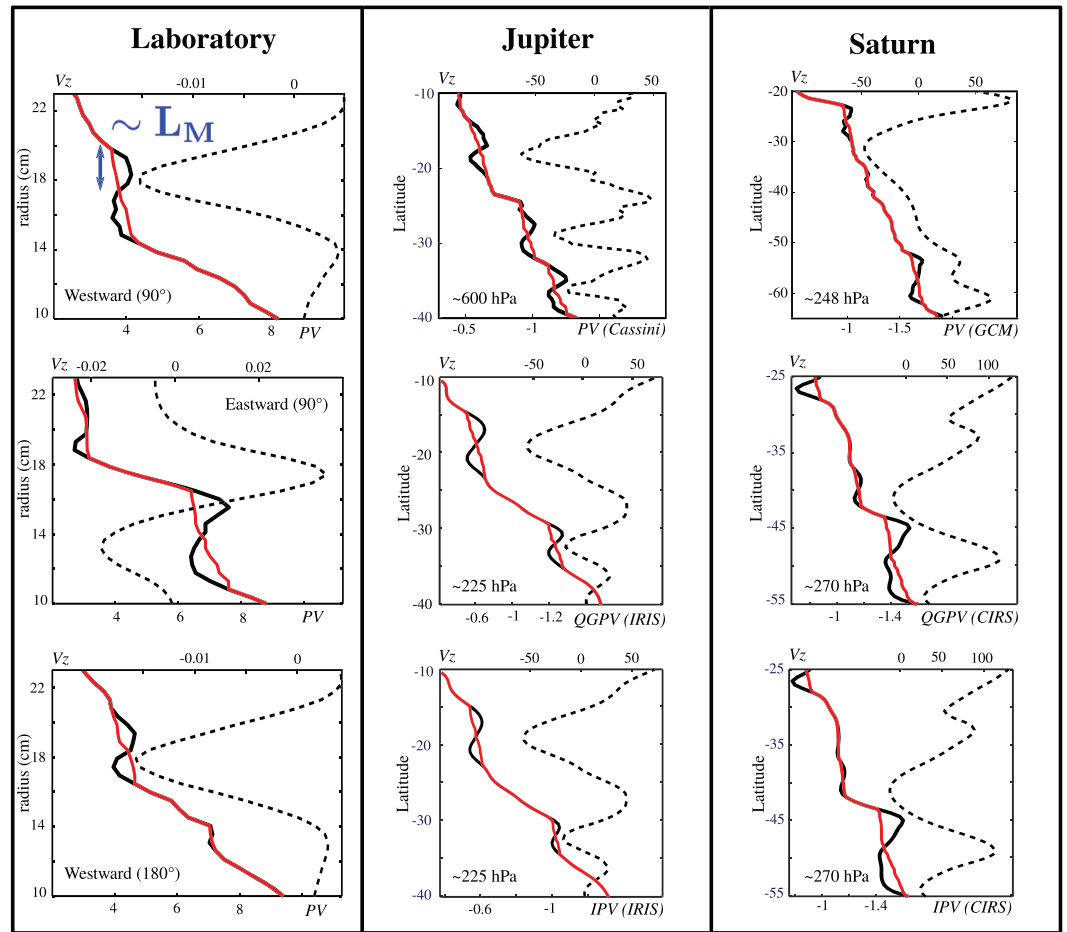 Laboratory
Vz -0.01 0
22
18
14
10
radius (cm)
~ L_M
Westward (90°)
4 6 8 PV
Vz -0.02 0 0.02
22
18
14
10
radius (cm)
Eastward (90°)
4 6 8 PV
Vz -0.01 0
22
18
14
10
radius (cm)
Westward (180°)
4 6 8 PV
Jupiter
Vz -50 0 50
-10
-20
-30
-40
Latitude
~600 hPa
-0.5 -1 PV (Cassini)
Vz -50 0 50
-10
-20
-30
-40
Latitude
~225 hPa
-0.6 -1 -1.2 QGPV (IRIS)
Vz -50 0 50
-10
-20
-30
-40
Latitude
~225 hPa
-0.6 -1 IPV (IRIS)
Saturn
Vz -50 0 50
-20
-30
-40
-50
-60
Latitude
~248 hPa
-1 -1.5 PV (GCM)
Vz 0 50 100
-25
-35
-45
-55
Latitude
~270 hPa
-1 -1.4 QGPV (CIRS)
Vz 0 50 100
-25
-35
-45
-55
Latitude
~270 hPa
-1 -1.4 IPV (CIRS)